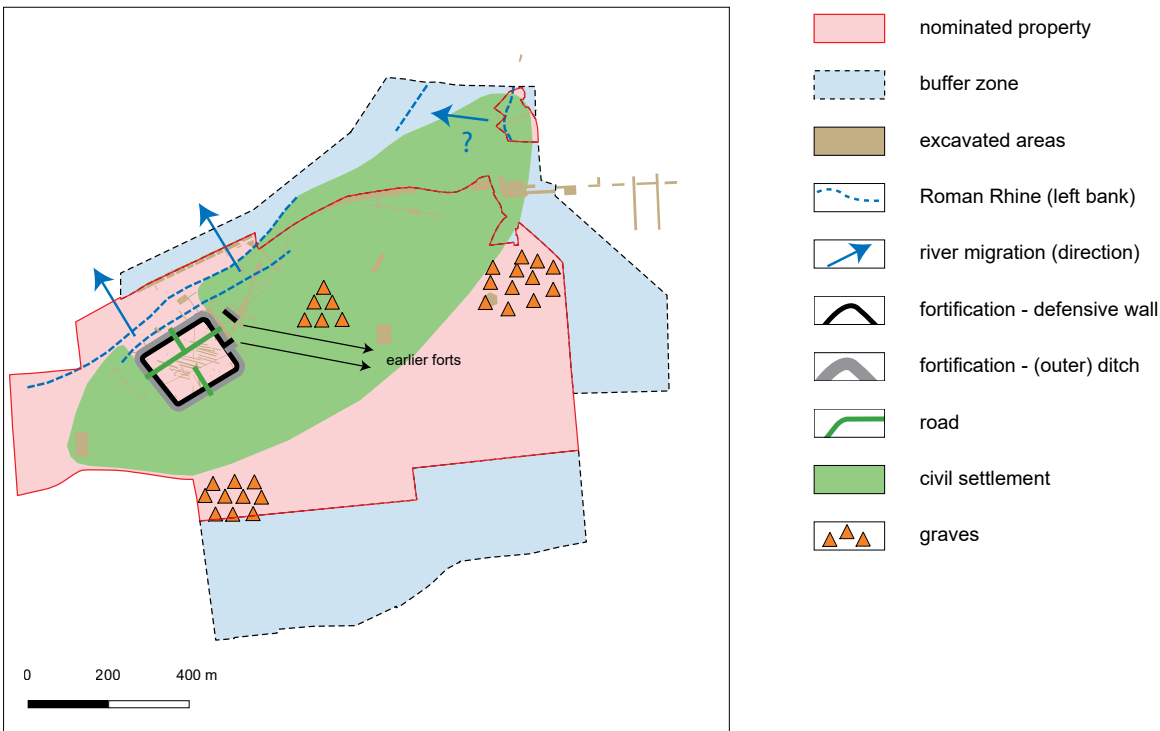 ?
earlier forts
0 200 400 m
nominated property
buffer zone
excavated areas
Roman Rhine (left bank)
river migration (direction)
fortification - defensive wall
fortification - (outer) ditch
road
civil settlement
graves